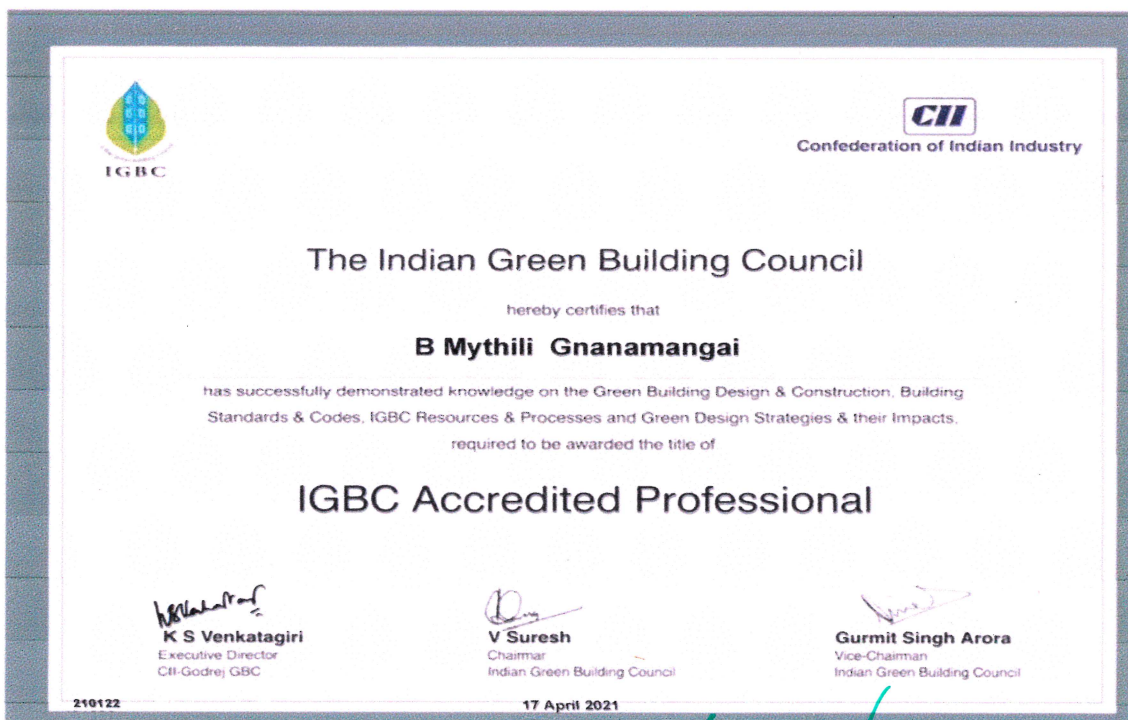 IGBC
CII
Confederation of Indian Industry
The Indian Green Building Council
hereby certifies that
B Mythili Gnanamangai
has successfully demonstrated knowledge on the Green Building Design & Construction, Building
Standards & Codes, IGBC Resources & Processes and Green Design Strategies & their Impacts,
required to be awarded the title of
IGBC Accredited Professional
K S Venkatagiri
Executive Director
CII-Godrej GBC
V Suresh
Chairman
Indian Green Building Council
Gurmit Singh Arora
Vice-Chairman
Indian Green Building Council
210122
17 April 2021